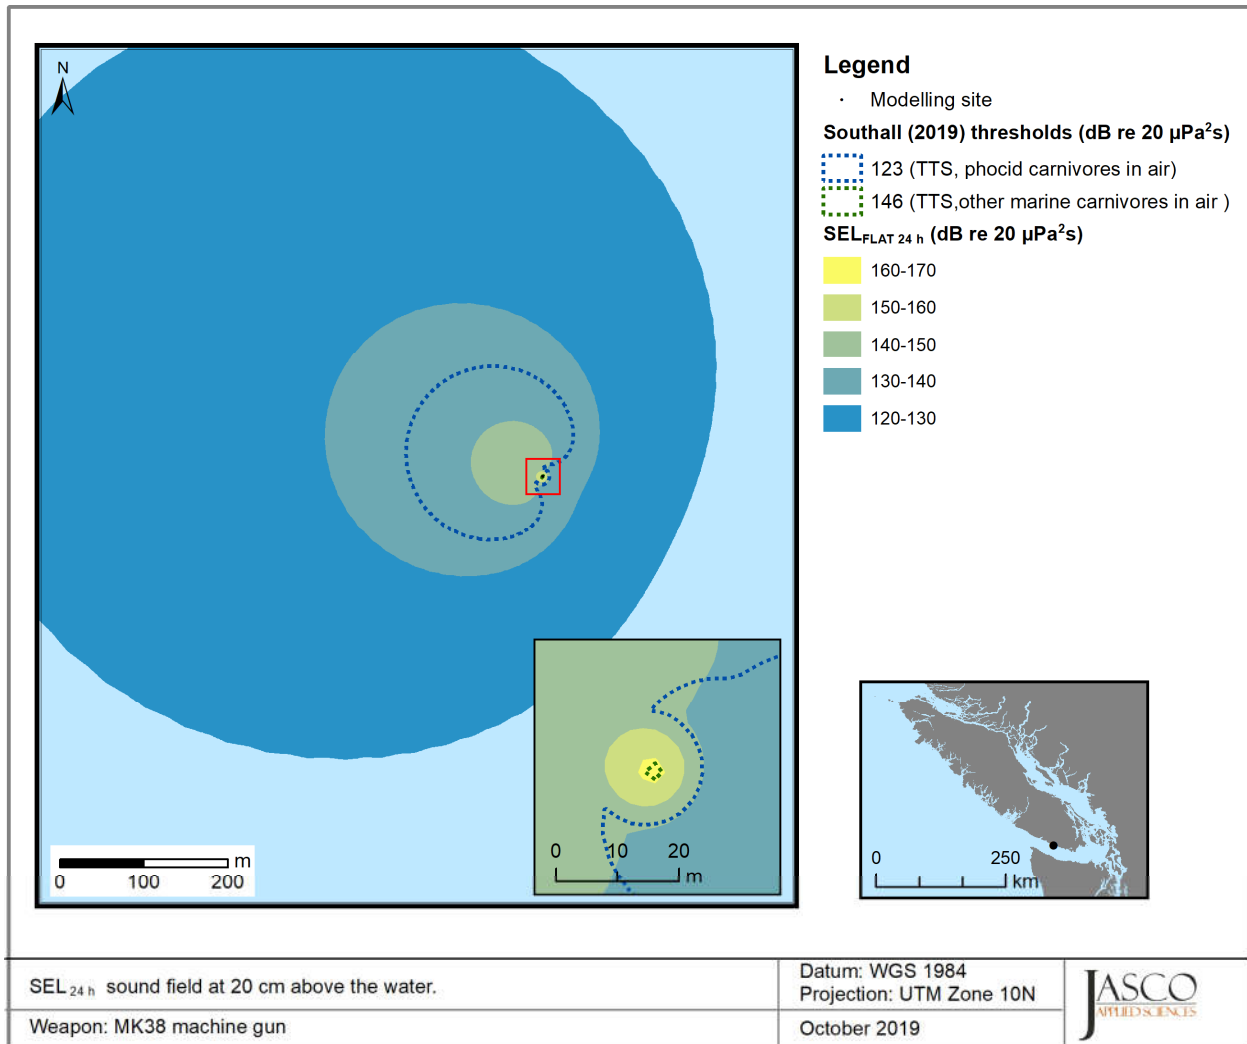 N
Legend
Modelling site
Southall (2019) thresholds (dB re 20 µPa²s)
123 (TTS, phocid carnivores in air)
146 (TTS,other marine carnivores in air )
SEL_FLAT 24 h (dB re 20 µPa²s)
160-170
150-160
140-150
130-140
120-130
0 10 20
m
m
0 100 200
0 250
km
SEL 24 h sound field at 20 cm above the water.
Weapon: MK38 machine gun
Datum: WGS 1984
Projection: UTM Zone 10N
October 2019
JASCO
APPLIED SCIENCES